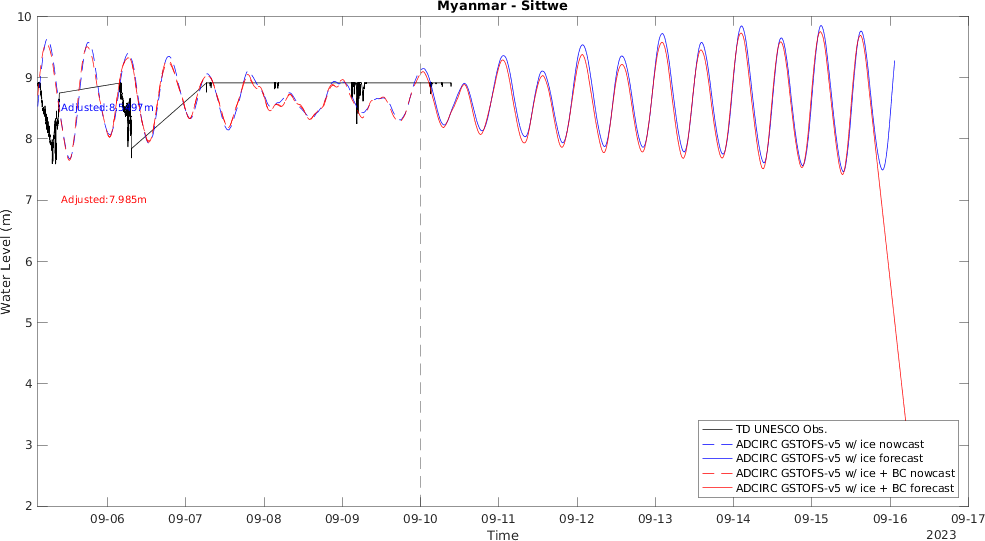 Myanmar - Sittwe
10
9
8
7
6
5
4
3
2
Water Level (m)
Adjusted:7.985m
TD UNESCO Obs.
ADCIRC GSTOFS-v5 w/ ice nowcast
ADCIRC GSTOFS-v5 w/ ice forecast
ADCIRC GSTOFS-v5 w/ ice + BC nowcast
ADCIRC GSTOFS-v5 w/ ice + BC forecast
09-06 09-07 09-08 09-09 09-10 09-11 09-12 09-13 09-14 09-15 09-16 09-17
Time
2023